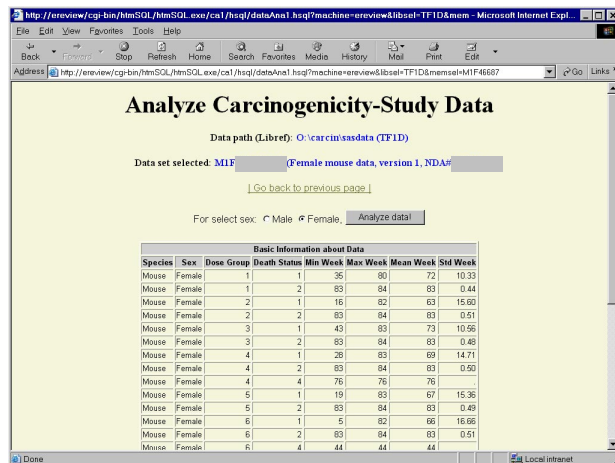 http://ereview/cgi-bin/htmSQL/htmSQL.exe/ca1/hsql/dataAna1.hsql?machine=ereview&libsel=TF1D&mem - Microsoft Internet Expl...
File Edit View Favorites Tools Help
Back Forward Stop Refresh Home Search Favorites Media History Mail Print Edit
Address http://ereview/cgi-bin/htmSQL/htmSQL.exe/ca1/hsql/dataAna1.hsql?machine=ereview&libsel=TF1D&memsel=M1F46687 Go Links
Analyze Carcinogenicity-Study Data
Data path (Libref): O:\carcin\sasdata (TF1D)
Data set selected: M1F (Female mouse data, version 1, NDA#
| Go back to previous page |
For select sex: Male Female, Analyze data!
Basic Information about Data
Species Sex Dose Group Death Status Min Week Max Week Mean Week Std Week
Mouse Female 1 1 35 80 72 10.33
Mouse Female 1 2 83 84 83 0.44
Mouse Female 2 1 16 82 63 15.60
Mouse Female 2 2 83 84 83 0.51
Mouse Female 3 1 43 83 73 10.56
Mouse Female 3 2 83 84 83 0.48
Mouse Female 4 1 28 83 69 14.71
Mouse Female 4 2 83 84 83 0.50
Mouse Female 4 4 76 76 76 .
Mouse Female 5 1 19 83 67 15.36
Mouse Female 5 2 83 84 83 0.49
Mouse Female 6 1 5 82 66 16.66
Mouse Female 6 2 83 84 83 0.51
Mouse Female 6 4 44 44 44
Done Local intranet